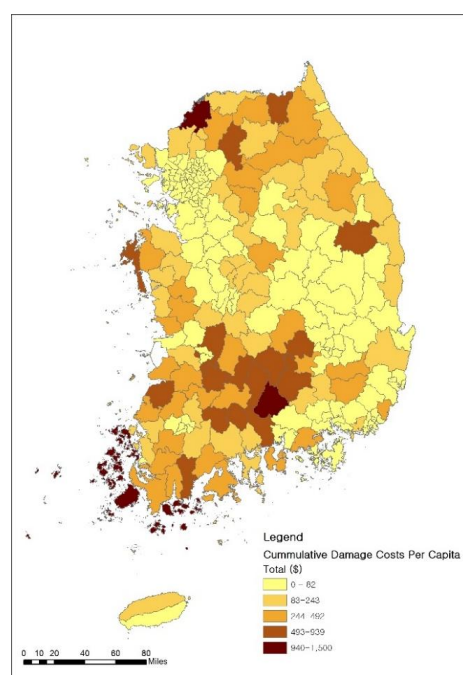 Legend
Cummulative Damage Costs Per Capita
Total ($)
0 - 82
83-243
244-492
493-939
940-1,500
0 10 20 40 60 80
Miles